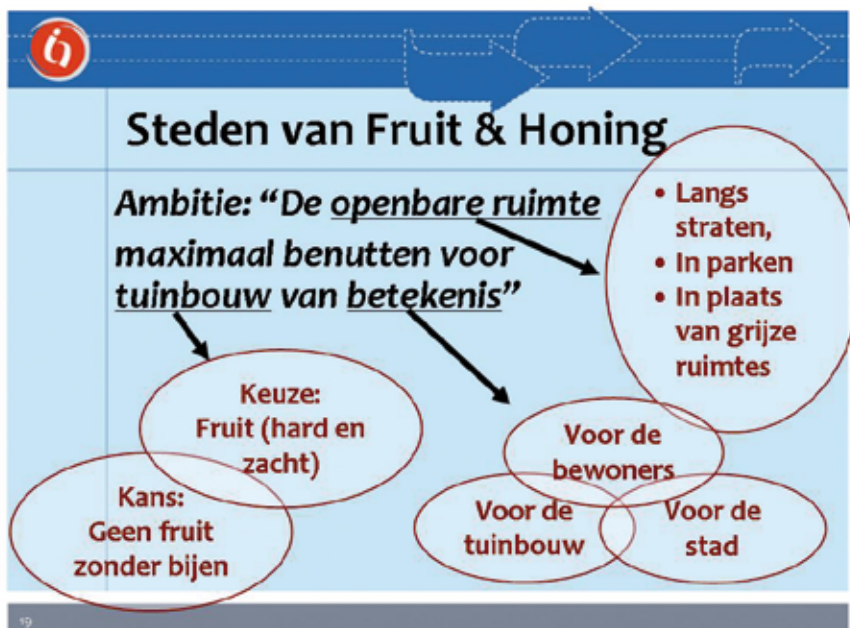 Steden van Fruit & Honing
Ambitie: “De openbare ruimte
maximaal benutten voor
tuinbouw van betekenis”
• Langs
straten,
• In parken
• In plaats
van grijze
ruimtes
Keuze:
Fruit (hard en
zacht)
Kans:
Geen fruit
zonder bijen
Voor de
bewoners
Voor de
tuinbouw
Voor de
stad
19